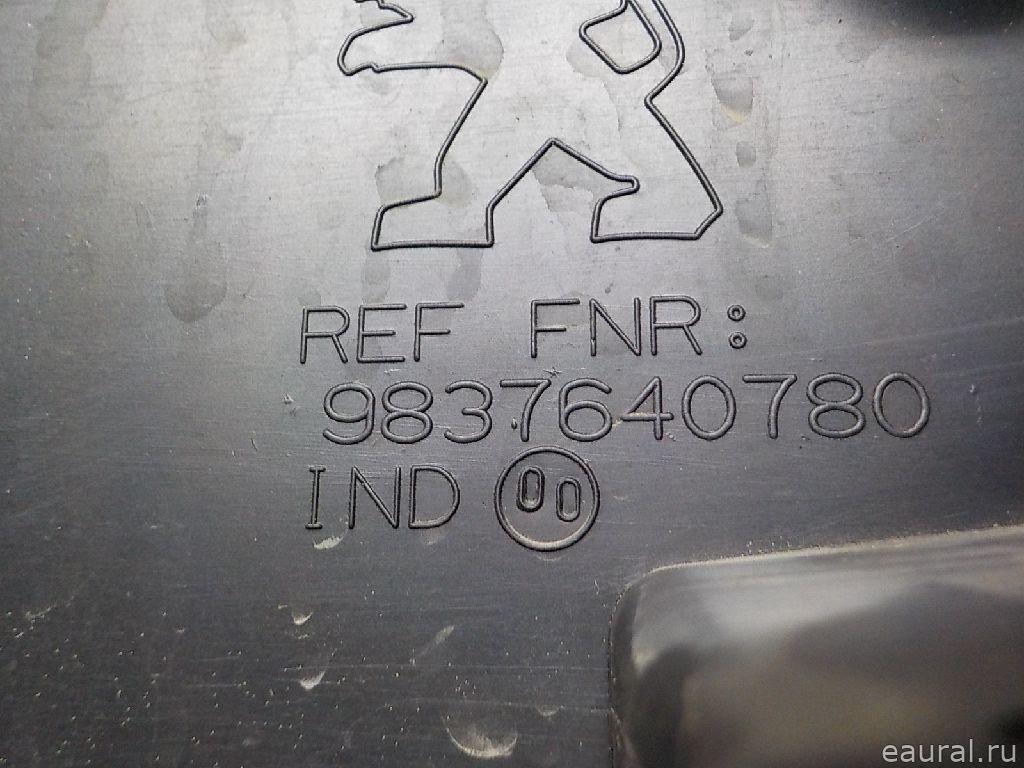 REF FNR:
9837640780
IND 00
eaural.ru